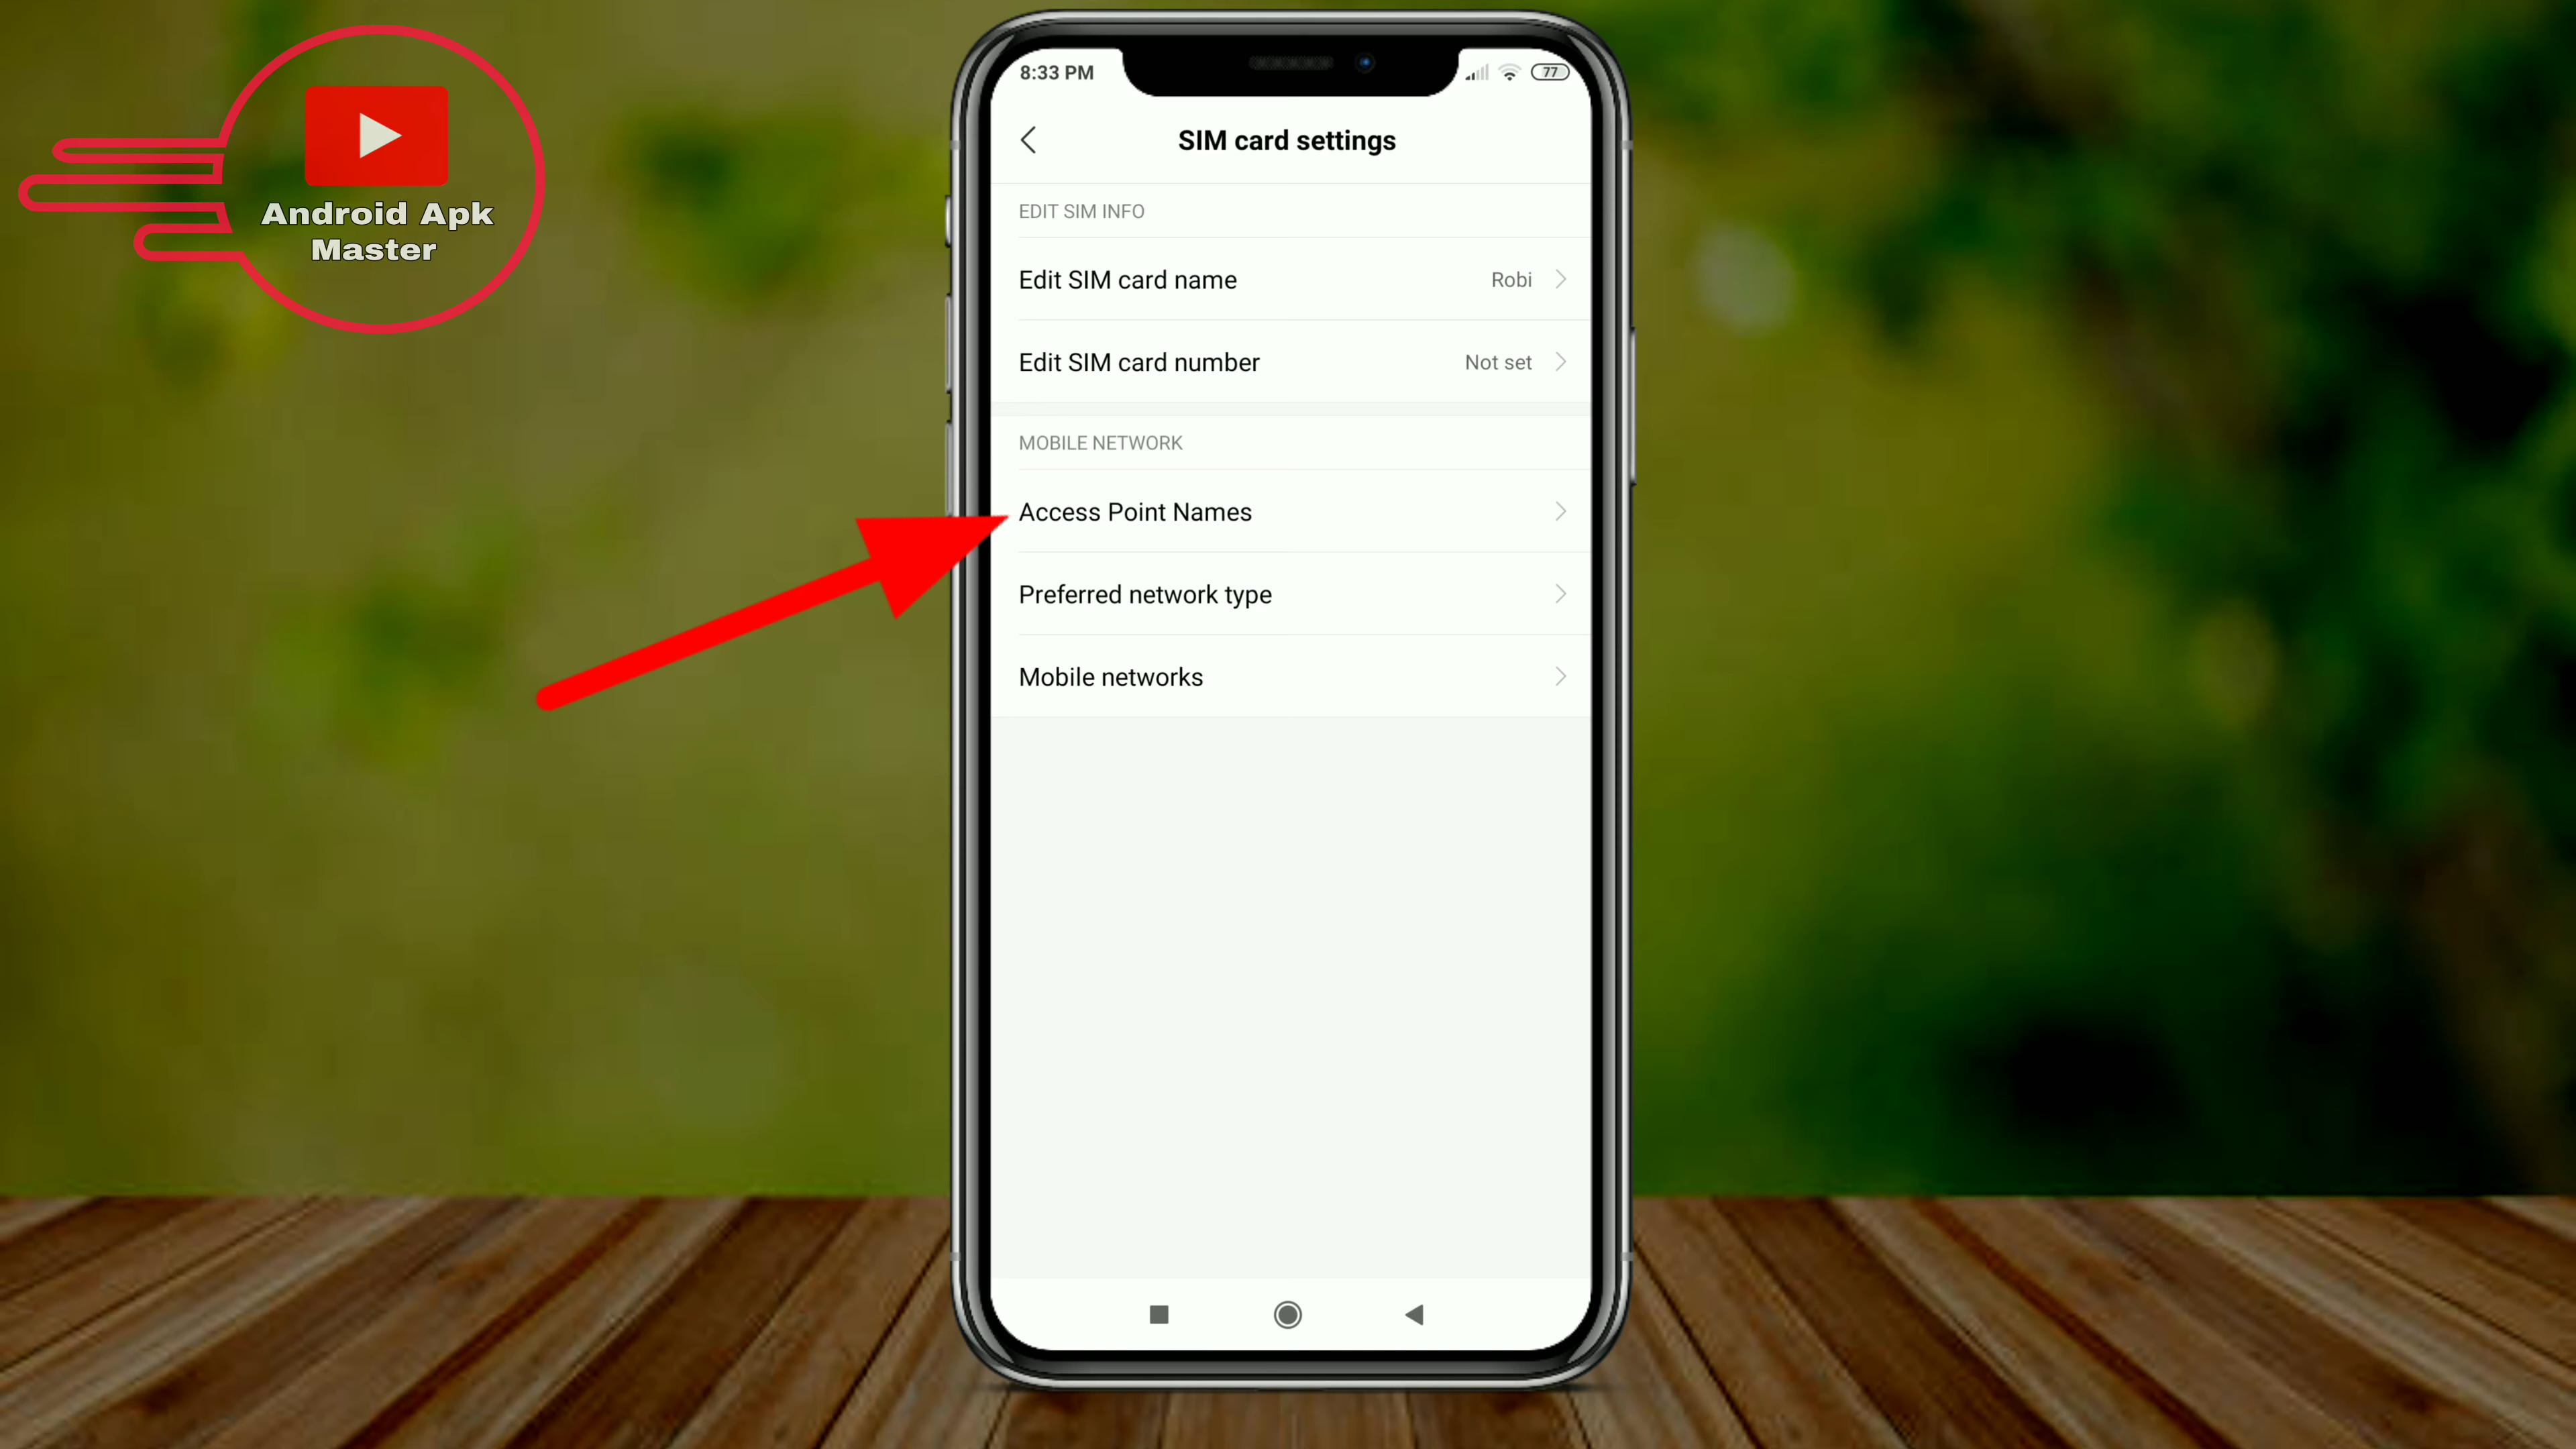 Android Apk
Master
8:33 PM
77
SIM card settings
EDIT SIM INFO
Edit SIM card name Robi
Edit SIM card number Not set
MOBILE NETWORK
Access Point Names
Preferred network type
Mobile networks